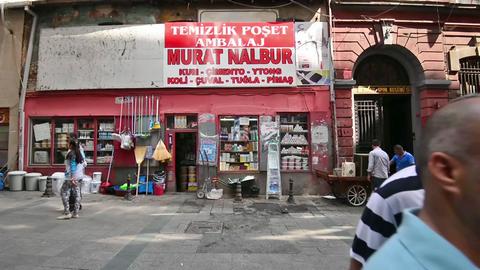 TEMİZLİK POŞET
AMBALAJ
MURAT NALBUR
KUM - ÇİMENTO - YTONG
KOLİ - ÇUVAL - TUĞLA - PİMAŞ